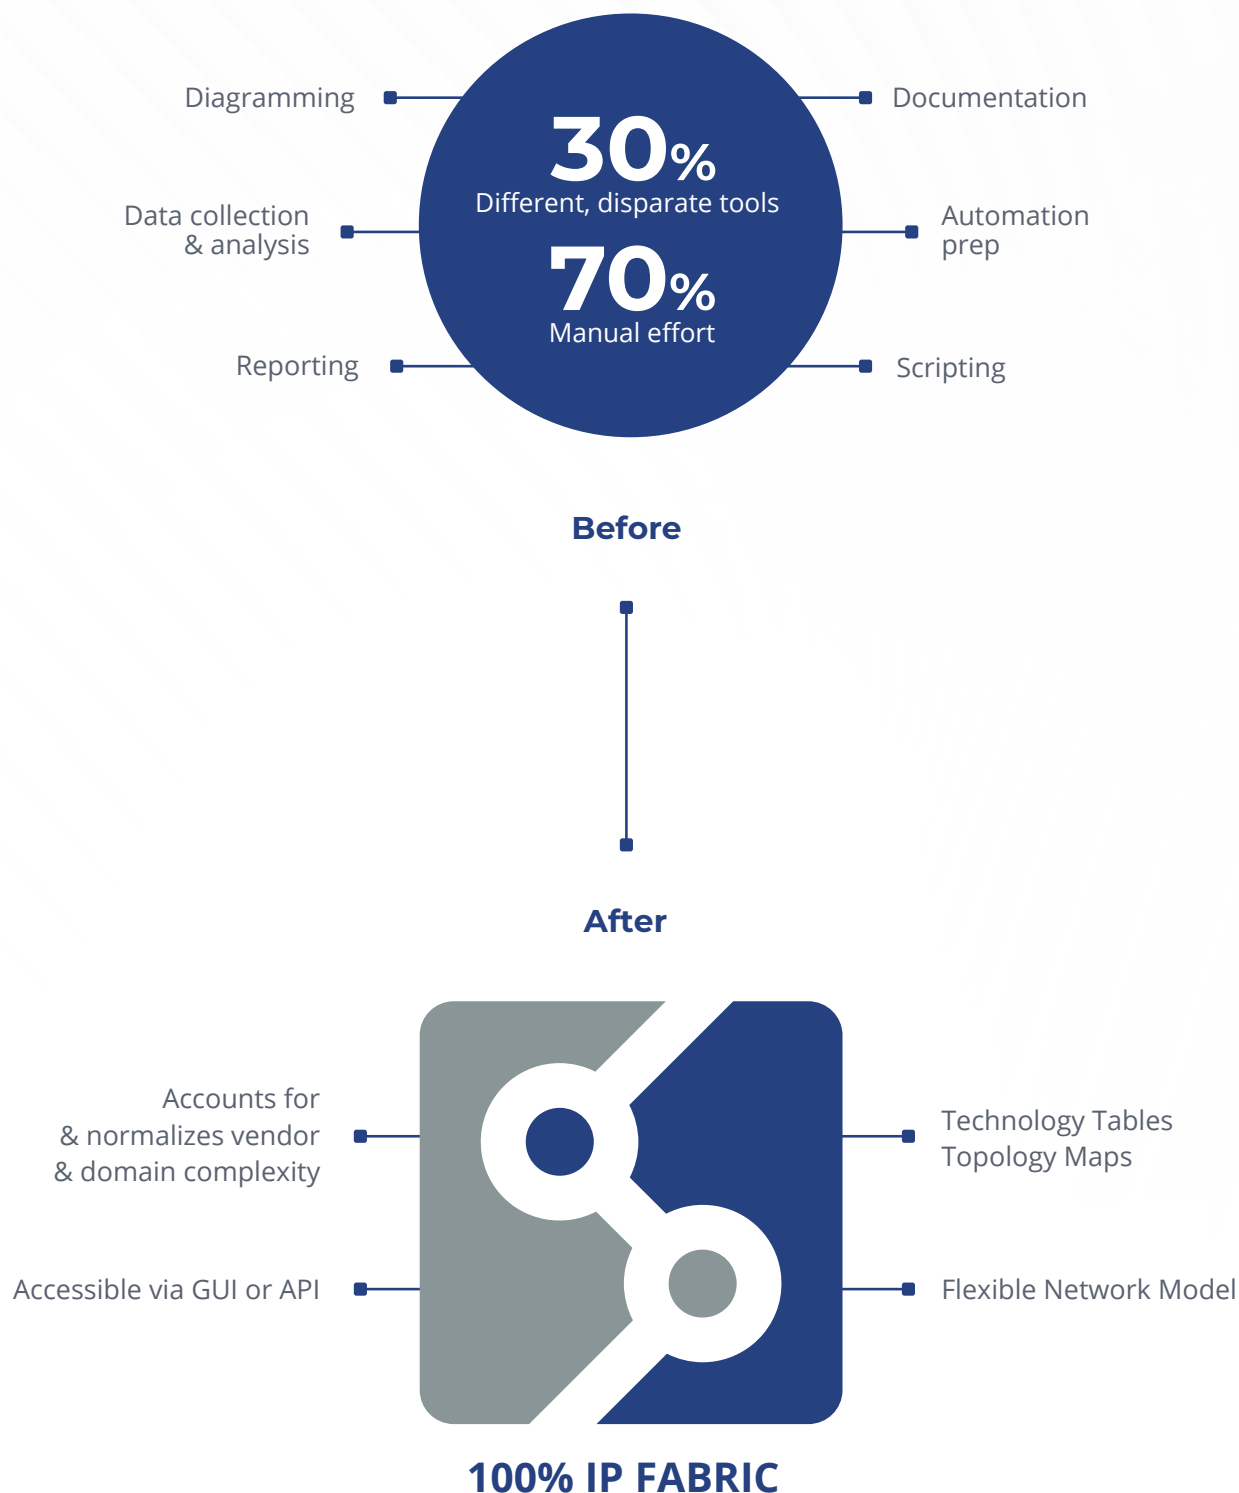 Diagramming
Documentation
30%
Different, disparate tools
Data collection
& analysis
Automation
prep
70%
Manual effort
Reporting
Scripting
Before
After
Accounts for
& normalizes vendor
& domain complexity
Technology Tables
Topology Maps
Accessible via GUI or API
Flexible Network Model
100% IP FABRIC